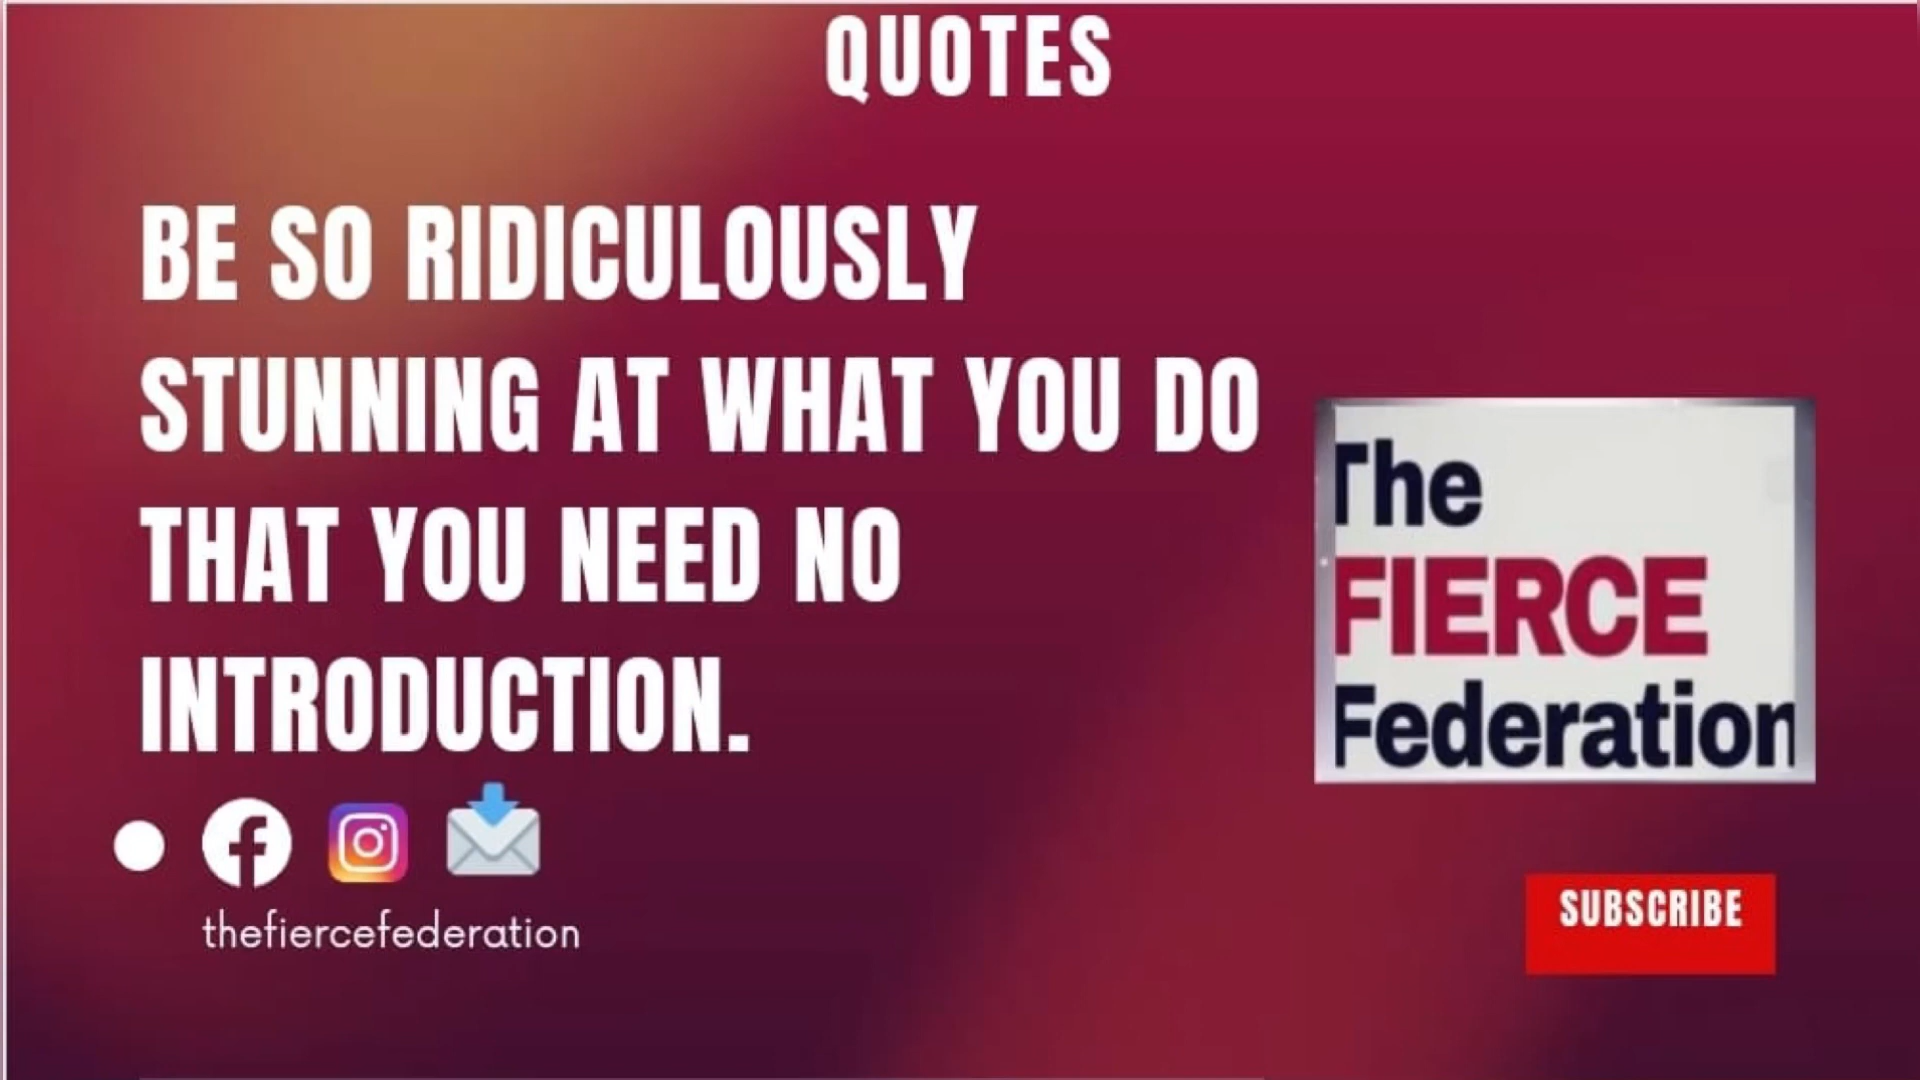 QUOTES
BE SO RIDICULOUSLY
STUNNING AT WHAT YOU DO
THAT YOU NEED NO
INTRODUCTION.
The
FIERCE
Federation
thefiercefederation
SUBSCRIBE